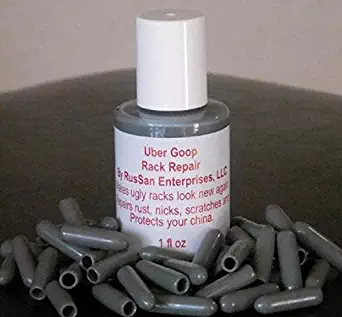 Uber Goop
Rack Repair
By RusSan Enterprises, LLC
Makes ugly racks look new again
Repairs rust, nicks, scratches and
Protects your china.
1 fl oz